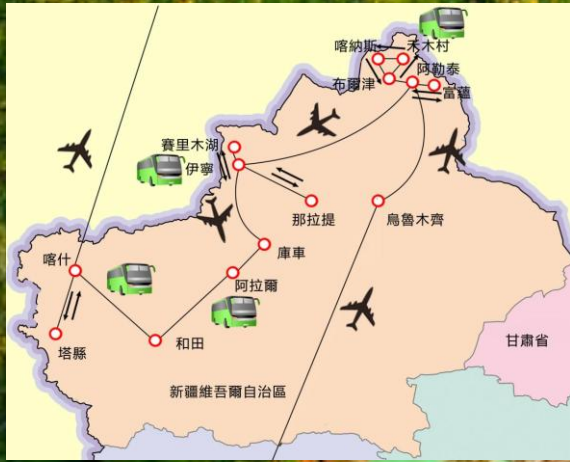 喀納斯 禾木村
布爾津 阿勒泰
富蘊
賽里木湖
伊寧
那拉提 烏魯木齊
庫車
喀什
阿拉爾
塔縣 和田
甘肅省
新疆維吾爾自治區